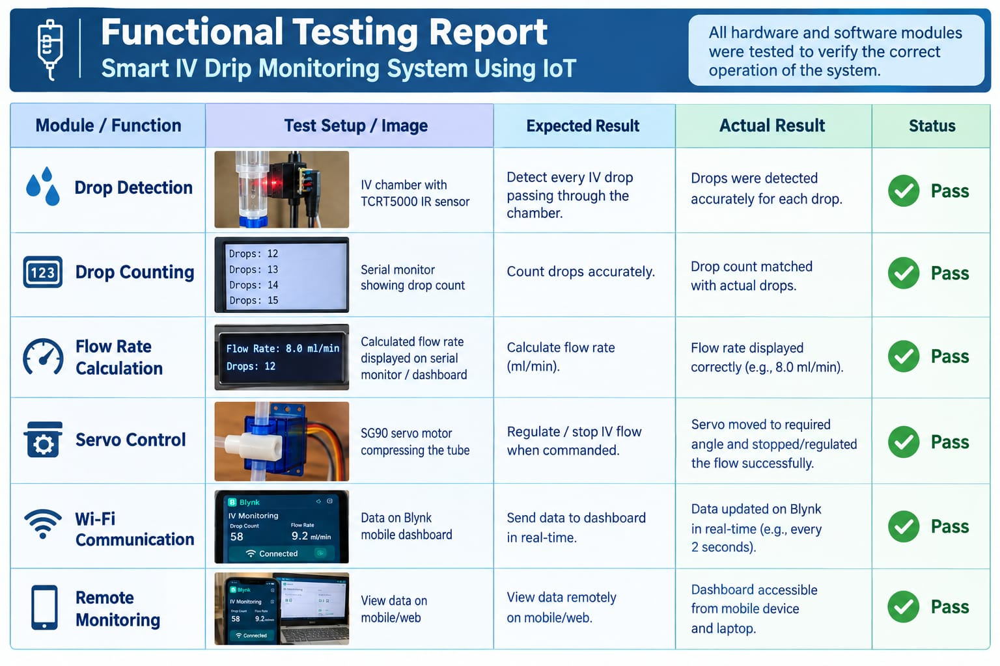 Functional Testing Report
Smart IV Drip Monitoring System Using IoT
All hardware and software modules
were tested to verify the correct
operation of the system.
Module / Function
Test Setup / Image
Expected Result
Actual Result
Status
Drop Detection
IV chamber with
TCRT5000 IR sensor
Detect every IV drop
passing through the
chamber.
Drops were detected
accurately for each drop.
Pass
123
Drop Counting
Drops: 12
Drops: 13
Drops: 14
Drops: 15
Serial monitor
showing drop count
Count drops accurately.
Drop count matched
with actual drops.
Pass
Flow Rate
Calculation
Flow Rate: 8.0 ml/min
Drops: 12
Calculated flow rate
displayed on serial
monitor / dashboard
Calculate flow rate
(ml/min).
Flow rate displayed
correctly (e.g., 8.0 ml/min).
Pass
Servo Control
SG90 servo motor
compressing the tube
Regulate / stop IV flow
when commanded.
Servo moved to required
angle and stopped/regulated
the flow successfully.
Pass
Wi-Fi
Communication
Blynk
IV Monitoring
Drop Count
Flow Rate
58
9.2 ml/min
Connected
Data on Blynk
mobile dashboard
Send data to dashboard
in real-time.
Data updated on Blynk
in real-time (e.g., every
2 seconds).
Pass
Remote
Monitoring
Blynk
IV Monitoring
Drop Count
Flow Rate
58
9.2 ml/min
Connected
View data on
mobile/web
View data remotely
on mobile/web.
Dashboard accessible
from mobile device
and laptop.
Pass